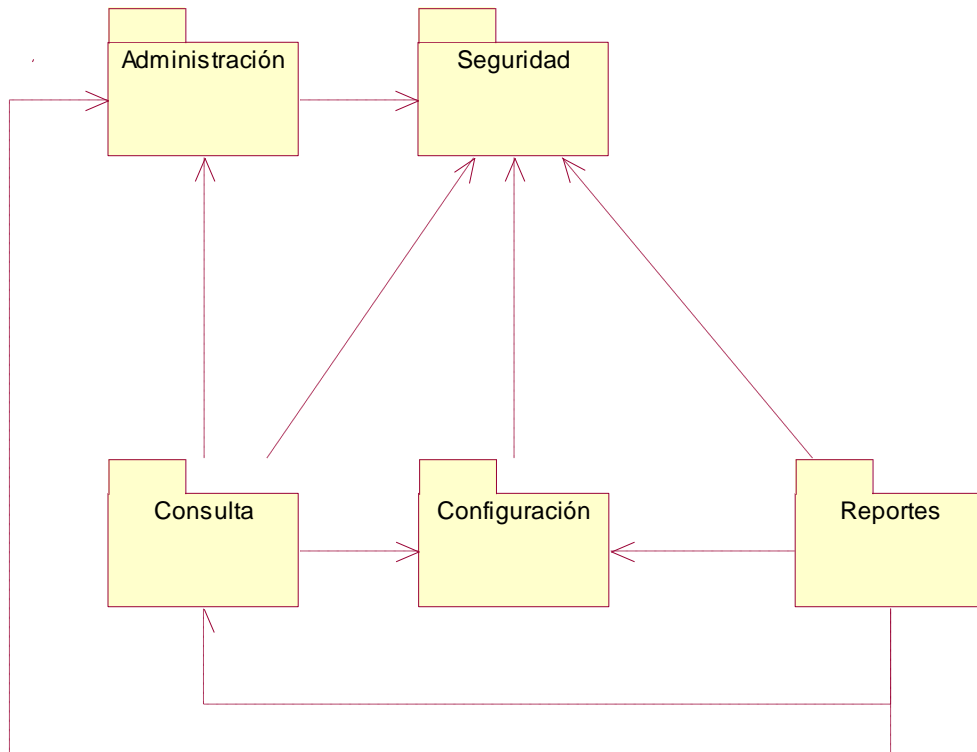 Administración
Seguridad
Consulta
Configuración
Reportes